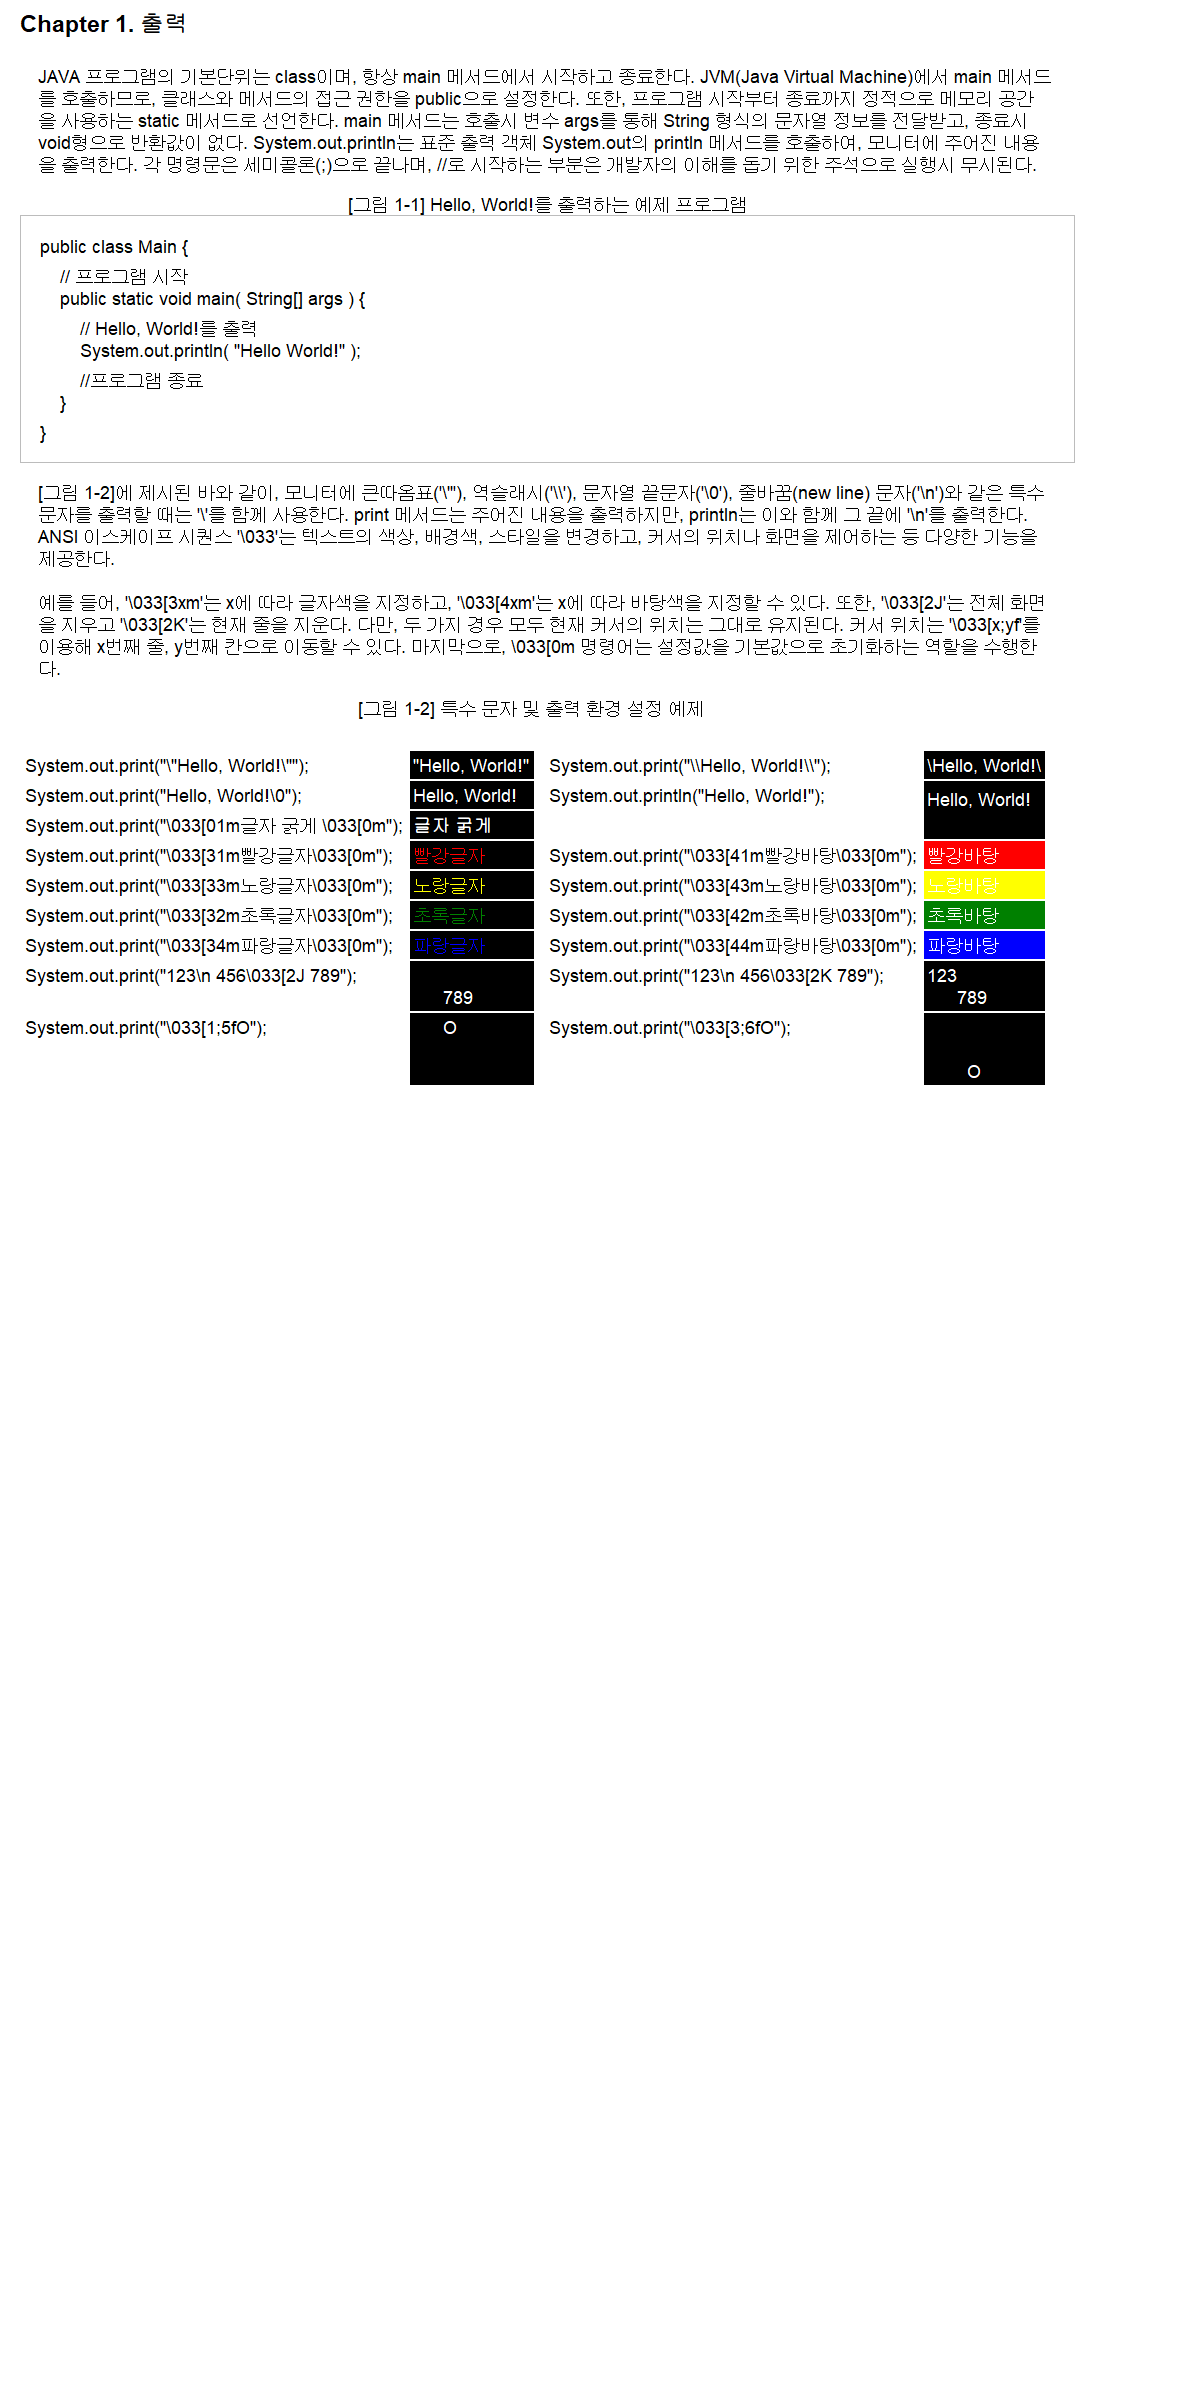 Chapter 1. 출력
JAVA 프로그램의 기본단위는 class이며, 항상 main 메서드에서 시작하고 종료한다. JVM(Java Virtual Machine)에서 main 메서드
를 호출하므로, 클래스와 메서드의 접근 권한을 public으로 설정한다. 또한, 프로그램 시작부터 종료까지 정적으로 메모리 공간
을 사용하는 static 메서드로 선언한다. main 메서드는 호출시 변수 args를 통해 String 형식의 문자열 정보를 전달받고, 종료시
void형으로 반환값이 없다. System.out.println는 표준 출력 객체 System.out의 println 메서드를 호출하여, 모니터에 주어진 내용
을 출력한다. 각 명령문은 세미콜론(;)으로 끝나며, //로 시작하는 부분은 개발자의 이해를 돕기 위한 주석으로 실행시 무시된다.
[그림 1-1] Hello, World!를 출력하는 예제 프로그램
public class Main {
// 프로그램 시작
public static void main( String[] args ) {
// Hello, World!를 출력
System.out.println( "Hello World!" );
//프로그램 종료
}
}
[그림 1-2]에 제시된 바와 같이, 모니터에 큰따옴표('\"'), 역슬래시('\\'), 문자열 끝문자('\0'), 줄바꿈(new line) 문자('\n')와 같은 특수
문자를 출력할 때는 '\'를 함께 사용한다. print 메서드는 주어진 내용을 출력하지만, println는 이와 함께 그 끝에 '\n'를 출력한다.
ANSI 이스케이프 시퀀스 '\033'는 텍스트의 색상, 배경색, 스타일을 변경하고, 커서의 위치나 화면을 제어하는 등 다양한 기능을
제공한다.
예를 들어, '\033[3xm'는 x에 따라 글자색을 지정하고, '\033[4xm'는 x에 따라 바탕색을 지정할 수 있다. 또한, '\033[2J'는 전체 화면
을 지우고 '\033[2K'는 현재 줄을 지운다. 다만, 두 가지 경우 모두 현재 커서의 위치는 그대로 유지된다. 커서 위치는 '\033[x;yf'를
이용해 x번째 줄, y번째 칸으로 이동할 수 있다. 마지막으로, \033[0m 명령어는 설정값을 기본값으로 초기화하는 역할을 수행한
다.
[그림 1-2] 특수 문자 및 출력 환경 설정 예제
System.out.print("\"Hello, World!\""); "Hello, World!" System.out.print("\\Hello, World!\\"); \Hello, World!\
System.out.print("Hello, World!\0"); Hello, World! System.out.println("Hello, World!"); Hello, World!
System.out.print("\033[01m글자 굵게 \033[0m"); 글자 굵게
System.out.print("\033[31m빨강글자\033[0m"); 빨강글자 System.out.print("\033[41m빨강바탕\033[0m"); 빨강바탕
System.out.print("\033[33m노랑글자\033[0m"); 노랑글자 System.out.print("\033[43m노랑바탕\033[0m"); 노랑바탕
System.out.print("\033[32m초록글자\033[0m"); 초록글자 System.out.print("\033[42m초록바탕\033[0m"); 초록바탕
System.out.print("\033[34m파랑글자\033[0m"); 파랑글자 System.out.print("\033[44m파랑바탕\033[0m"); 파랑바탕
System.out.print("123\n 456\033[2J 789"); System.out.print("123\n 456\033[2K 789"); 123
789 789
System.out.print("\033[1;5fO"); O System.out.print("\033[3;6fO");
O